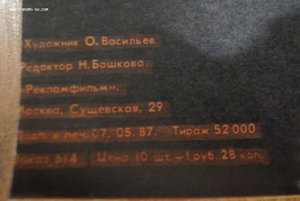 Художник О. Васильев
Редактор Н. Башкова
«Рекламфильм»
Москва, Сущевская, 29
печ. 07. 05. 87. Тираж 52 000
Заказ 614. Цена 10 шт. — 1 руб. 28 коп.